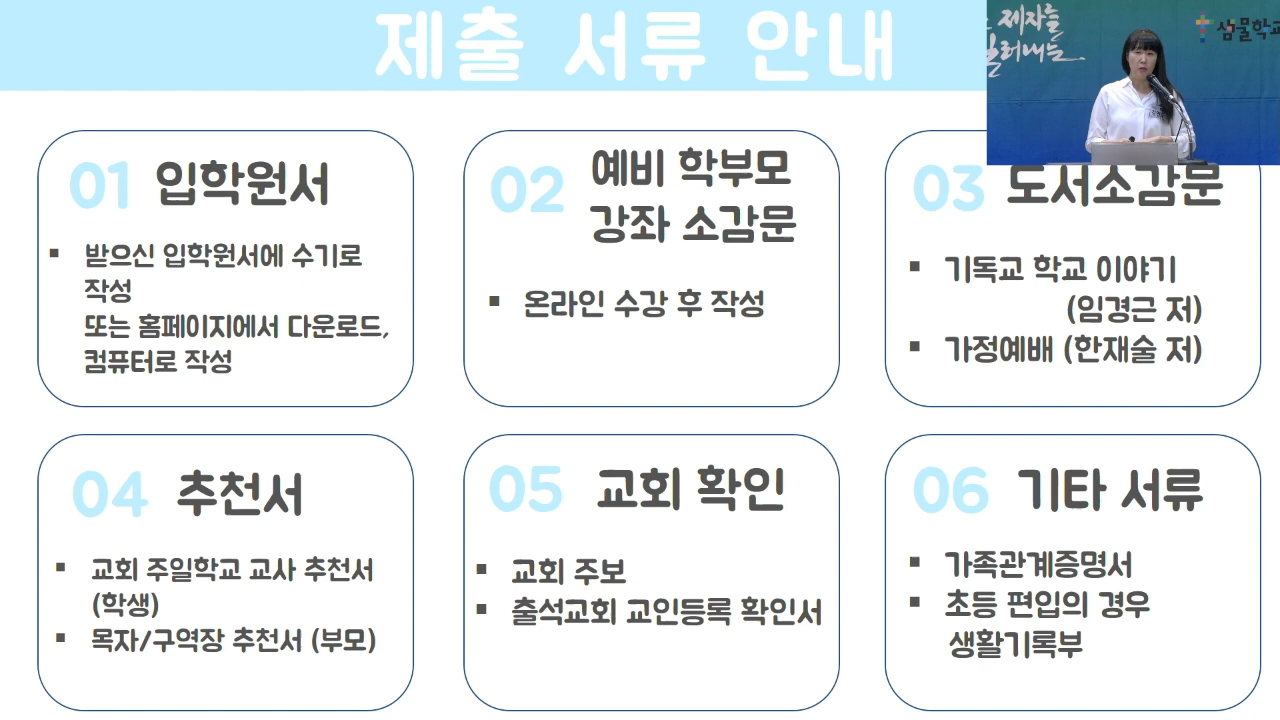 제출 서류 안내
제자를
삼물학교
01 입학원서
▪ 받으신 입학원서에 수기로
작성
또는 홈페이지에서 다운로드,
컴퓨터로 작성
02 예비 학부모
강좌 소감문
▪ 온라인 수강 후 작성
03 도서소감문
▪ 기독교 학교 이야기
(임경근 저)
▪ 가정예배 (한재술 저)
04 추천서
▪ 교회 주일학교 교사 추천서
(학생)
▪ 목자/구역장 추천서 (부모)
05 교회 확인
▪ 교회 주보
▪ 출석교회 교인등록 확인서
06 기타 서류
▪ 가족관계증명서
▪ 초등 편입의 경우
생활기록부